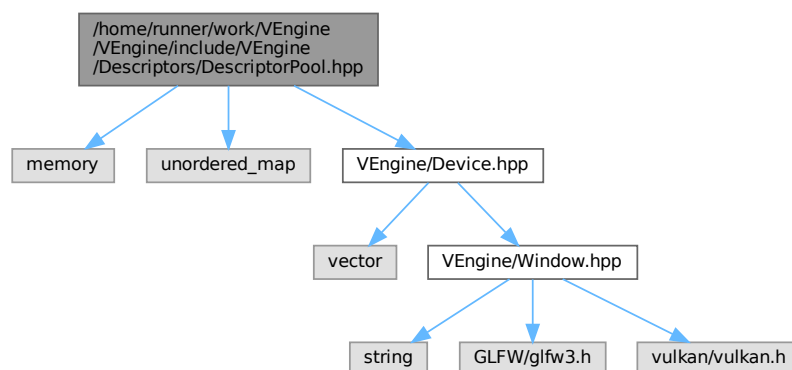 /home/runner/work/VEngine
/VEngine/include/VEngine
/Descriptors/DescriptorPool.hpp
memory
unordered_map
VEngine/Device.hpp
vector
VEngine/Window.hpp
string
GLFW/glfw3.h
vulkan/vulkan.h